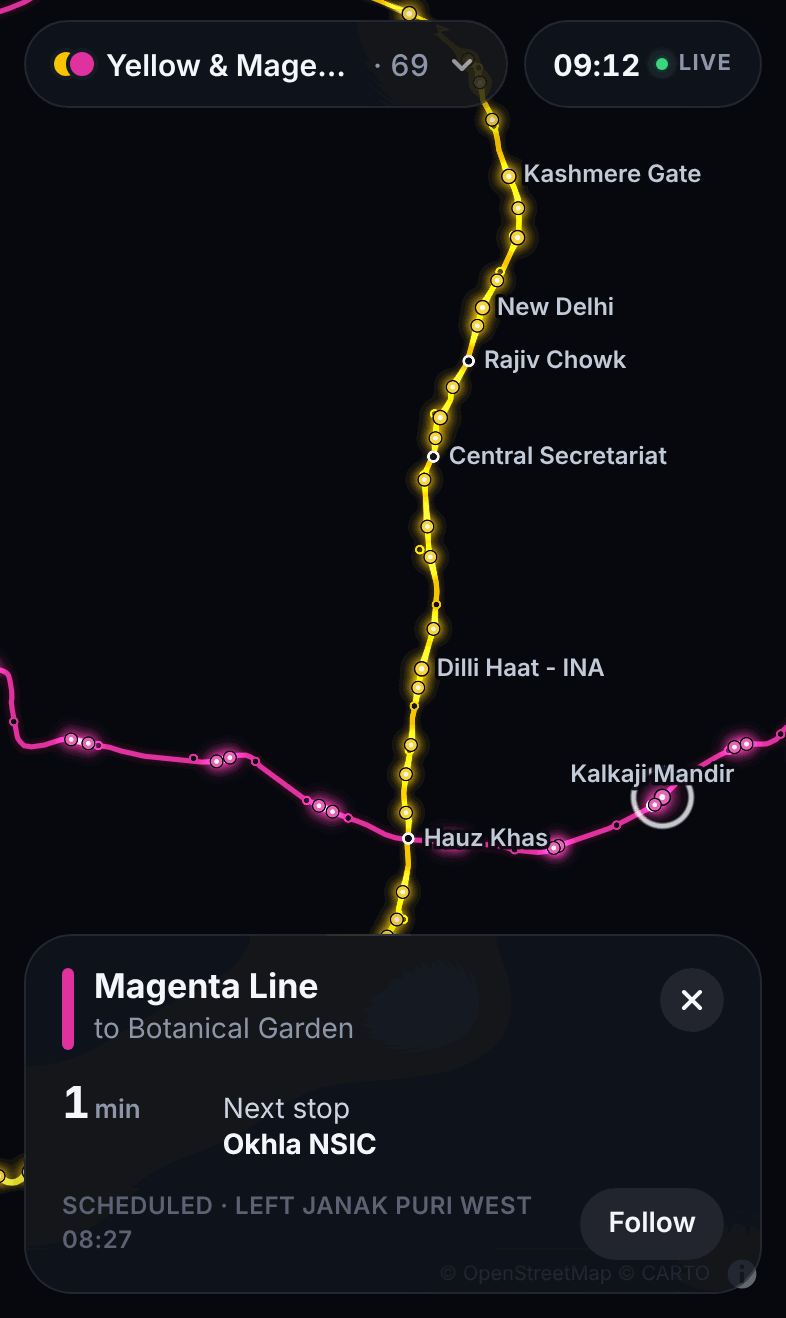 Yellow & Mage... · 69
09:12 LIVE
Kashmere Gate
New Delhi
Rajiv Chowk
Central Secretariat
Dilli Haat - INA
Kalkaji Mandir
Hauz Khas
Magenta Line
to Botanical Garden
1 min
Next stop
Okhla NSIC
SCHEDULED · LEFT JANAK PURI WEST
08:27
Follow
© OpenStreetMap © CARTO